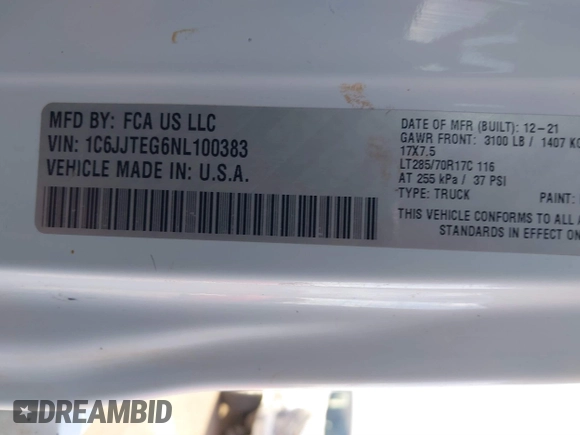 MFD BY: FCA US LLC
VIN: 1C6JJTEG6NL100383
VEHICLE MADE IN: U.S.A.
DATE OF MFR (BUILT): 12-21
GAWR FRONT: 3100 LB / 1407 KG
17X7.5
LT285/70R17C 116
AT 255 kPa / 37 PSI
TYPE: TRUCK PAINT:
THIS VEHICLE CONFORMS TO ALL
STANDARDS IN EFFECT ON
DREAMBID